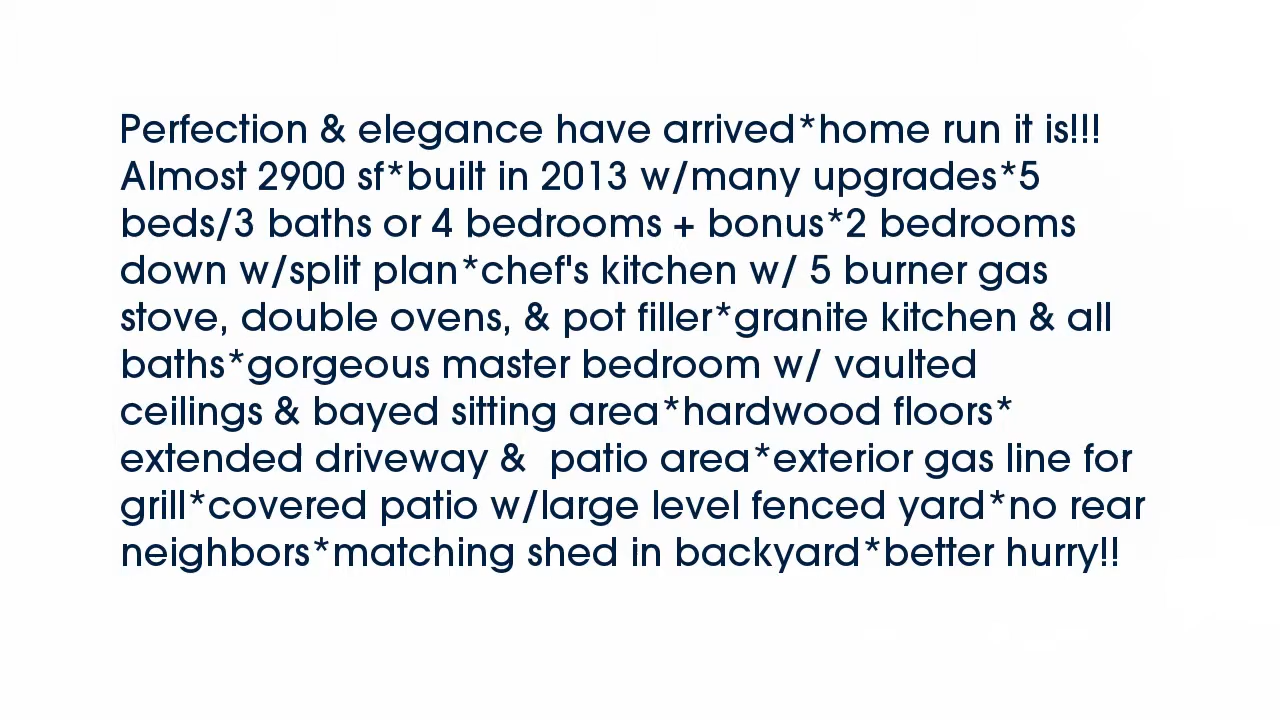 Perfection & elegance have arrived*home run it is!!!
Almost 2900 sf*built in 2013 w/many upgrades*5
beds/3 baths or 4 bedrooms + bonus*2 bedrooms
down w/split plan*chef's kitchen w/ 5 burner gas
stove, double ovens, & pot filler*granite kitchen & all
baths*gorgeous master bedroom w/ vaulted
ceilings & bayed sitting area*hardwood floors*
extended driveway &  patio area*exterior gas line for
grill*covered patio w/large level fenced yard*no rear
neighbors*matching shed in backyard*better hurry!!